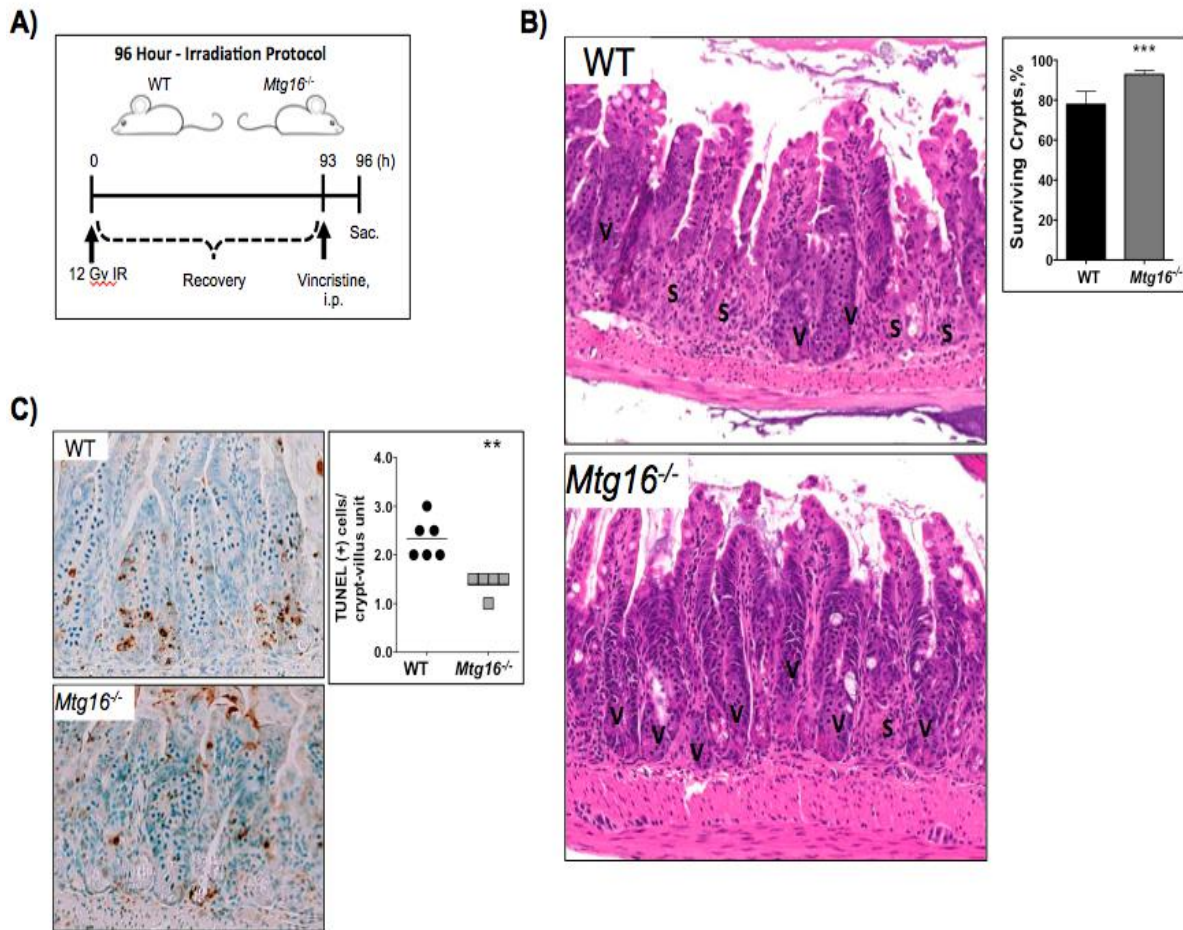 A)
96 Hour - Irradiation Protocol
WT Mtg16-/-
0 93 96 (h)
Sac.
12 Gy IR Recovery Vincristine, i.p.
B)
WT
V
S S V V S S
Surviving Crypts,%
100
80
60
40
20
0
***
WT Mtg16-/-
Mtg16-/-
V
V V V V V S V
C)
WT
TUNEL (+) cells/
crypt-villus unit
4.0
3.0
2.0
1.0
0.0
**
WT Mtg16-/-
Mtg16-/-